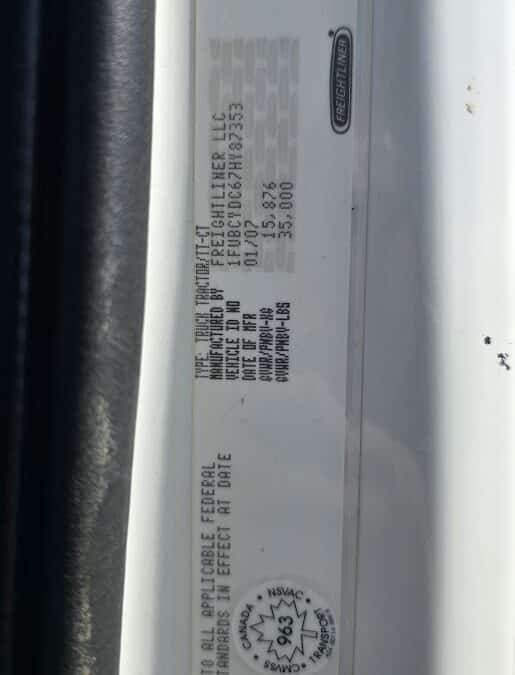 TO ALL APPLICABLE FEDERAL
TANDARDS IN EFFECT AT DATE
CANADA • NSVAC •
963
CMVSS • TRANSPORT
TYPE: TRUCK TRACTOR/TT-CT
MANUFACTURED BY FREIGHTLINER LLC
VEHICLE ID NO 1FUBCYDC67HY87353
DATE OF MFR 01/07
GVWR/PNBV-KG 15,876
GVWR/PNBV-LBS 35,000
FREIGHTLINER